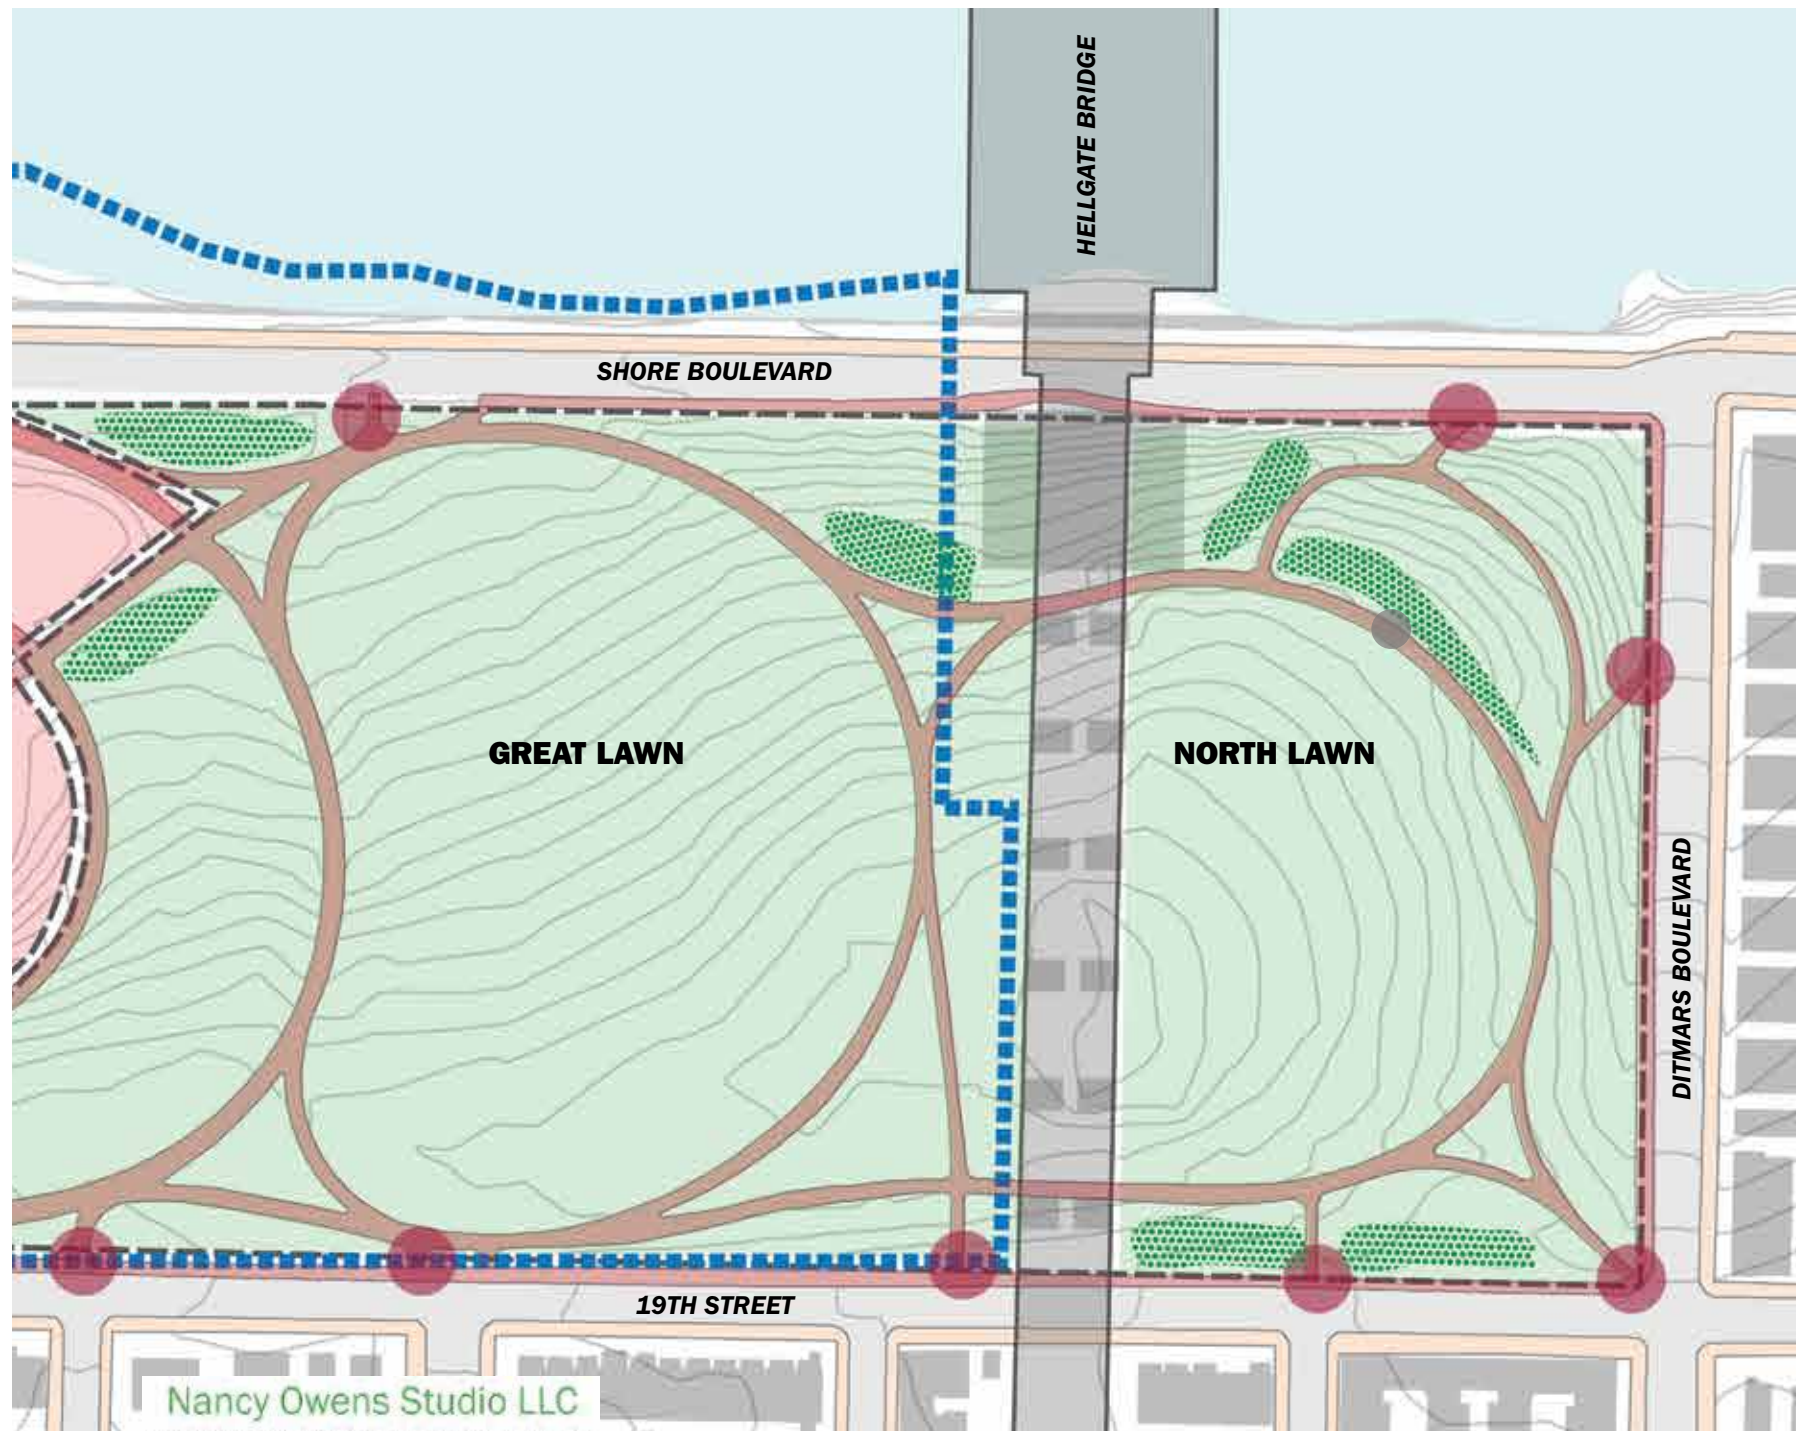 HELLGATE BRIDGE
SHORE BOULEVARD
GREAT LAWN
NORTH LAWN
DITMARS BOULEVARD
19TH STREET
Nancy Owens Studio LLC